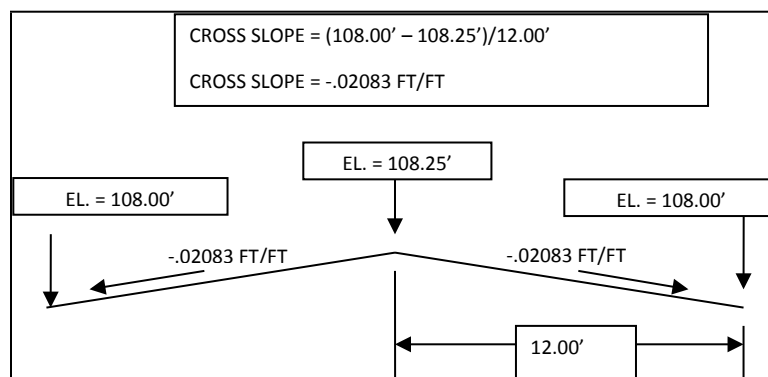 CROSS SLOPE = (108.00’ – 108.25’)/12.00’
CROSS SLOPE = -.02083 FT/FT
EL. = 108.25’
EL. = 108.00’
EL. = 108.00’
-.02083 FT/FT
-.02083 FT/FT
12.00’